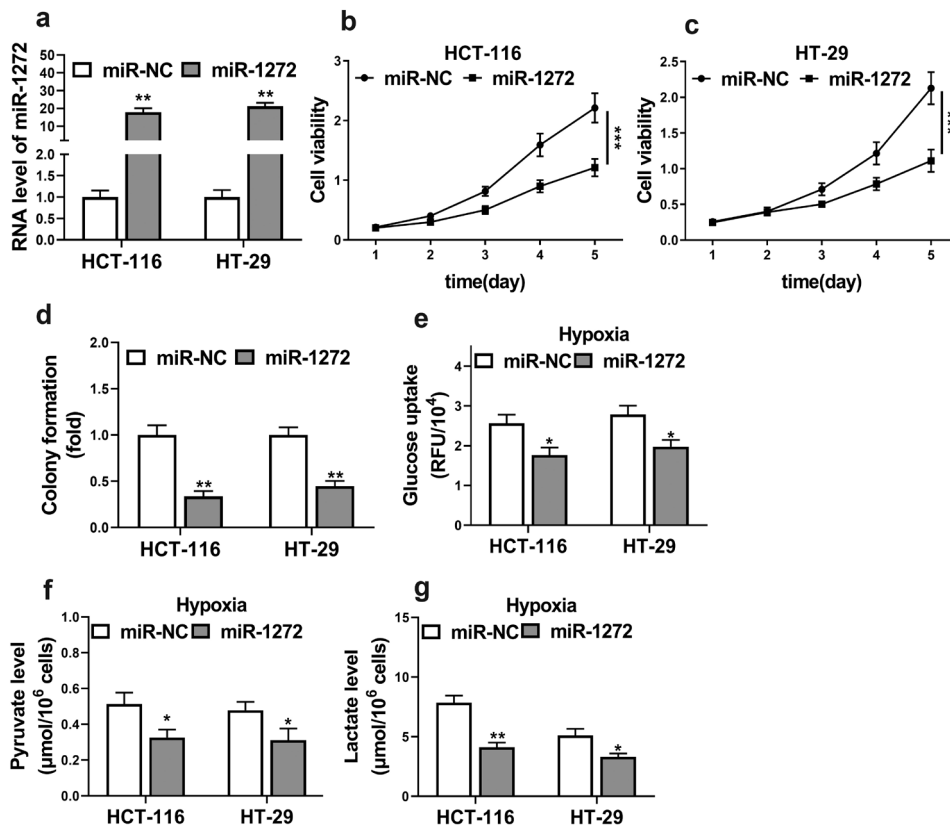 a
RNA level of miR-1272
miR-NC miR-1272
50
40
30
20
10
2.0
1.5
1.0
0.5
0.0
**
**
HCT-116 HT-29
b
HCT-116
miR-NC miR-1272
Cell viability
3
2
1
0
***
1 2 3 4 5
time(day)
c
HT-29
miR-NC miR-1272
Cell viability
2.5
2.0
1.5
1.0
0.5
0.0
***
1 2 3 4 5
time(day)
d
miR-NC miR-1272
Colony formation
(fold)
2.0
1.5
1.0
0.5
0.0
**
**
HCT-116 HT-29
e
Hypoxia
miR-NC miR-1272
Glucose uptake
(RFU/10⁴)
4
3
2
1
0
*
*
HCT-116 HT-29
f
Hypoxia
miR-NC miR-1272
Pyruvate level
(μmol/10⁶ cells)
1.0
0.8
0.6
0.4
0.2
0.0
*
*
HCT-116 HT-29
g
Hypoxia
miR-NC miR-1272
Lactate level
(μmol/10⁶ cells)
15
10
5
0
**
*
HCT-116 HT-29